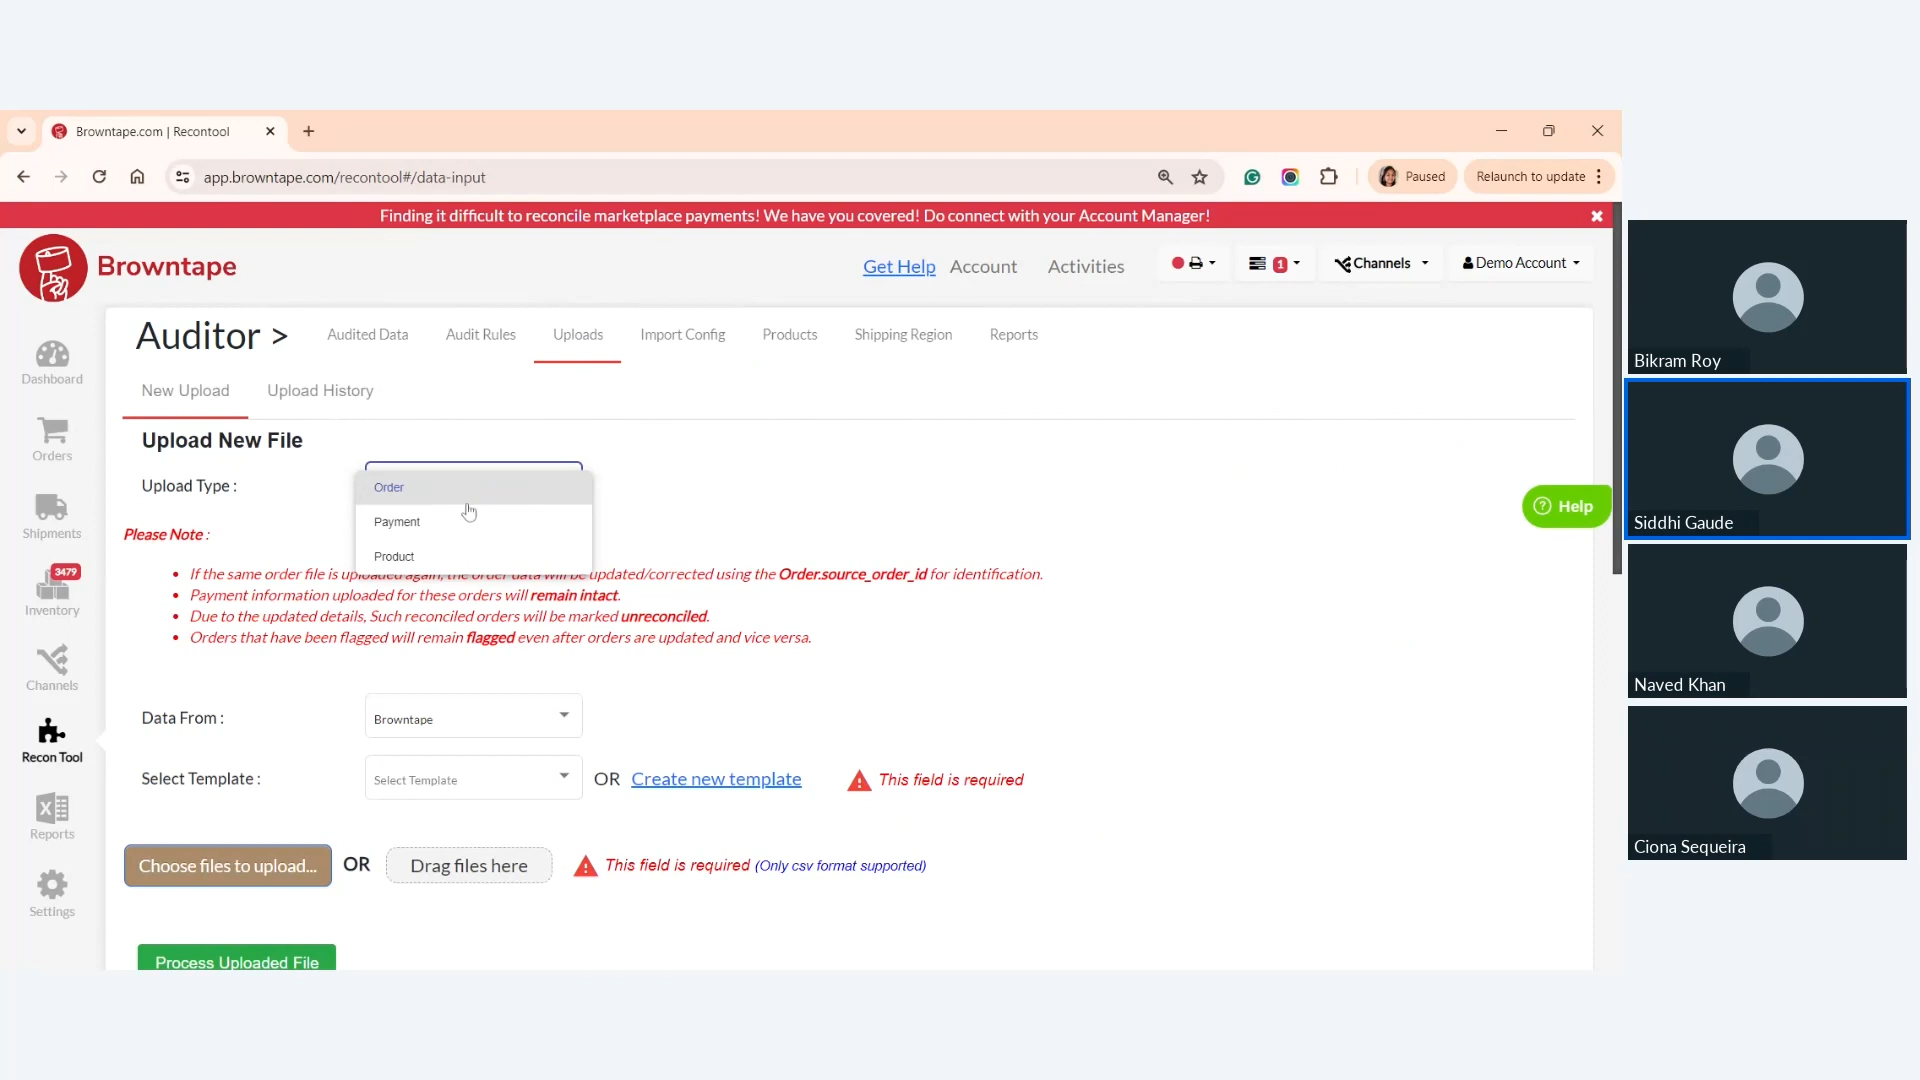 Browntape.com | Recontool
app.browntape.com/recontool#/data-input
Paused
Relaunch to update
Finding it difficult to reconcile marketplace payments! We have you covered! Do connect with your Account Manager!
Browntape
Get Help
Account
Activities
1
Channels
Demo Account
Dashboard
Orders
Shipments
3479
Inventory
Channels
Recon Tool
Reports
Settings
Auditor >
Audited Data
Audit Rules
Uploads
Import Config
Products
Shipping Region
Reports
New Upload
Upload History
Upload New File
Upload Type :
Order
Payment
Product
Please Note :
If the same order file is uploaded again, the order data will be updated/corrected using the Order.source_order_id for identification.
Payment information uploaded for these orders will remain intact.
Due to the updated details, Such reconciled orders will be marked unreconciled.
Orders that have been flagged will remain flagged even after orders are updated and vice versa.
Data From :
Browntape
Select Template :
Select Template
OR
Create new template
This field is required
Choose files to upload...
OR
Drag files here
This field is required (Only csv format supported)
Process Uploaded File
Help
Bikram Roy
Siddhi Gaude
Naved Khan
Ciona Sequeira